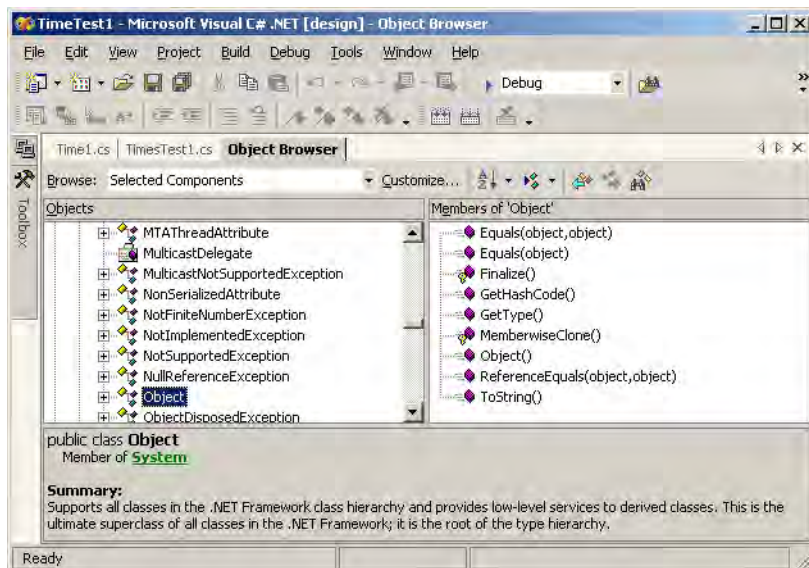 TimeTest1 - Microsoft Visual C# .NET [design] - Object Browser
File Edit View Project Build Debug Tools Window Help
Debug
Time1.cs TimesTest1.cs Object Browser
Toolbox
Browse: Selected Components Customize...
Objects
MTAThreadAttribute
MulticastDelegate
MulticastNotSupportedException
NonSerializedAttribute
NotFiniteNumberException
NotImplementedException
NotSupportedException
NullReferenceException
Object
ObjectDisposedException
Members of 'Object'
Equals(object,object)
Equals(object)
Finalize()
GetHashCode()
GetType()
MemberwiseClone()
Object()
ReferenceEquals(object,object)
ToString()
public class Object
Member of System
Summary:
Supports all classes in the .NET Framework class hierarchy and provides low-level services to derived classes. This is the
ultimate superclass of all classes in the .NET Framework; it is the root of the type hierarchy.
Ready